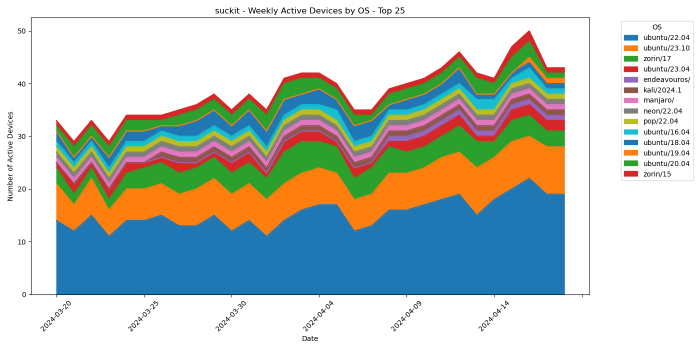 suckit - Weekly Active Devices by OS - Top 25
Number of Active Devices
50
40
30
20
10
0
2024-03-20
2024-03-25
2024-03-30
2024-04-04
2024-04-09
2024-04-14
Date
OS
ubuntu/22.04
ubuntu/23.10
zorin/17
ubuntu/23.04
endeavouros/
kali/2024.1
manjaro/
neon/22.04
pop/22.04
ubuntu/16.04
ubuntu/18.04
ubuntu/19.04
ubuntu/20.04
zorin/15